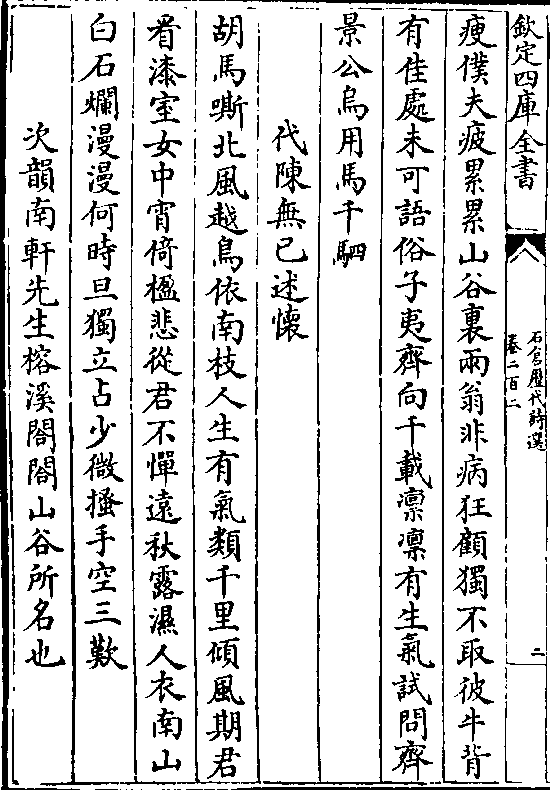 欽定四庫全書
石倉歷代詩選
卷二百二
二
瘦僕夫疲累累山谷裏兩翁非病狂顧獨不取彼牛背
有佳處未可語俗子夷齊向千載凛凛有生氣試問齊
景公烏用馬千駟
代陳無已述懷
胡馬嘶北風越鳥依南枝人生有氣類千里傾風期君
看漆室女中宵倚楹悲從君不憚遠秋露濕人衣南山
白石爛漫漫何時旦獨立占少微搔手空三歎
次韻南軒先生榕溪閣閣山谷所名也